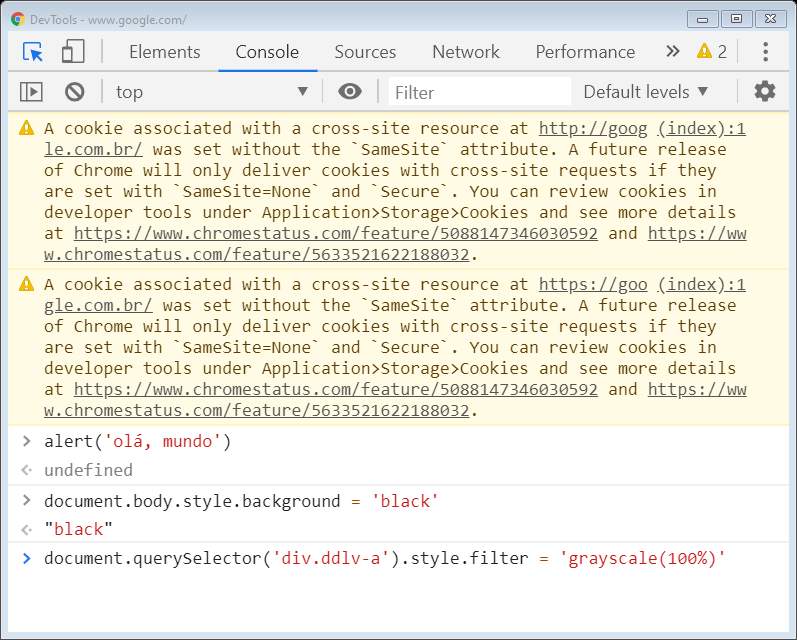 DevTools - www.google.com/
Elements Console Sources Network Performance » 2
top ▼ Filter Default levels ▼
A cookie associated with a cross-site resource at http://goog (index):1
le.com.br/ was set without the `SameSite` attribute. A future release
of Chrome will only deliver cookies with cross-site requests if they
are set with `SameSite=None` and `Secure`. You can review cookies in
developer tools under Application>Storage>Cookies and see more details
at https://www.chromestatus.com/feature/5088147346030592 and https://ww
w.chromestatus.com/feature/5633521622188032.
A cookie associated with a cross-site resource at https://goo (index):1
gle.com.br/ was set without the `SameSite` attribute. A future release
of Chrome will only deliver cookies with cross-site requests if they
are set with `SameSite=None` and `Secure`. You can review cookies in
developer tools under Application>Storage>Cookies and see more details
at https://www.chromestatus.com/feature/5088147346030592 and https://ww
w.chromestatus.com/feature/5633521622188032.
> alert('olá, mundo')
undefined
> document.body.style.background = 'black'
"black"
> document.querySelector('div.ddlv-a').style.filter = 'grayscale(100%)'